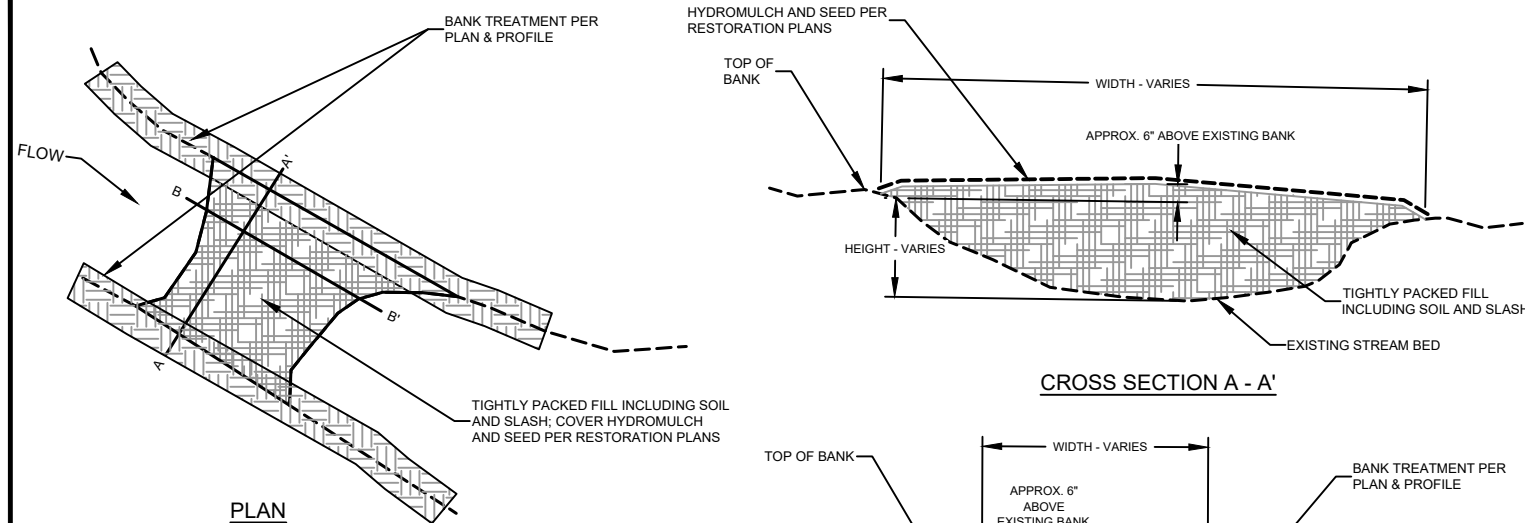 BANK TREATMENT PER
PLAN & PROFILE
FLOW
A'
B
B'
A
TIGHTLY PACKED FILL INCLUDING SOIL
AND SLASH; COVER HYDROMULCH
AND SEED PER RESTORATION PLANS
PLAN
HYDROMULCH AND SEED PER
RESTORATION PLANS
TOP OF
BANK
WIDTH - VARIES
APPROX. 6" ABOVE EXISTING BANK
HEIGHT - VARIES
TIGHTLY PACKED FILL
INCLUDING SOIL AND SLASH
EXISTING STREAM BED
CROSS SECTION A - A'
TOP OF BANK
WIDTH - VARIES
APPROX. 6"
ABOVE
EXISTING BANK
BANK TREATMENT PER
PLAN & PROFILE